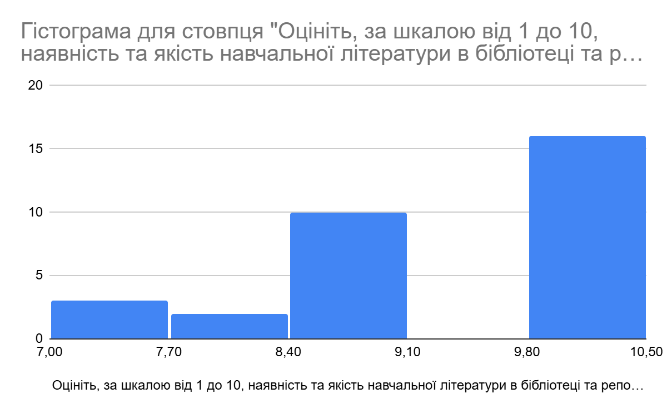 Гістограма для стовпця "Оцініть, за шкалою від 1 до 10,
наявність та якість навчальної літератури в бібліотеці та р…
20
15
10
5
0
7,00 7,70 8,40 9,10 9,80 10,50
Оцініть, за шкалою від 1 до 10, наявність та якість навчальної літератури в бібліотеці та репо…